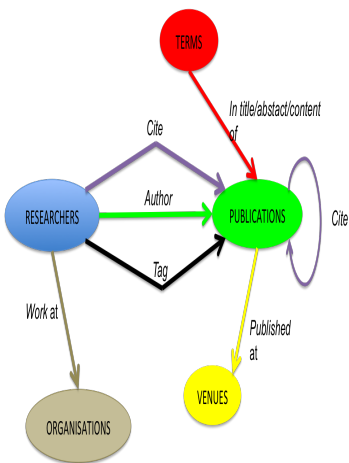 TERMS
In title/abstact/content
of
Cite
Author
RESEARCHERS
PUBLICATIONS
Cite
Tag
Work at
Published
at
VENUES
ORGANISATIONS